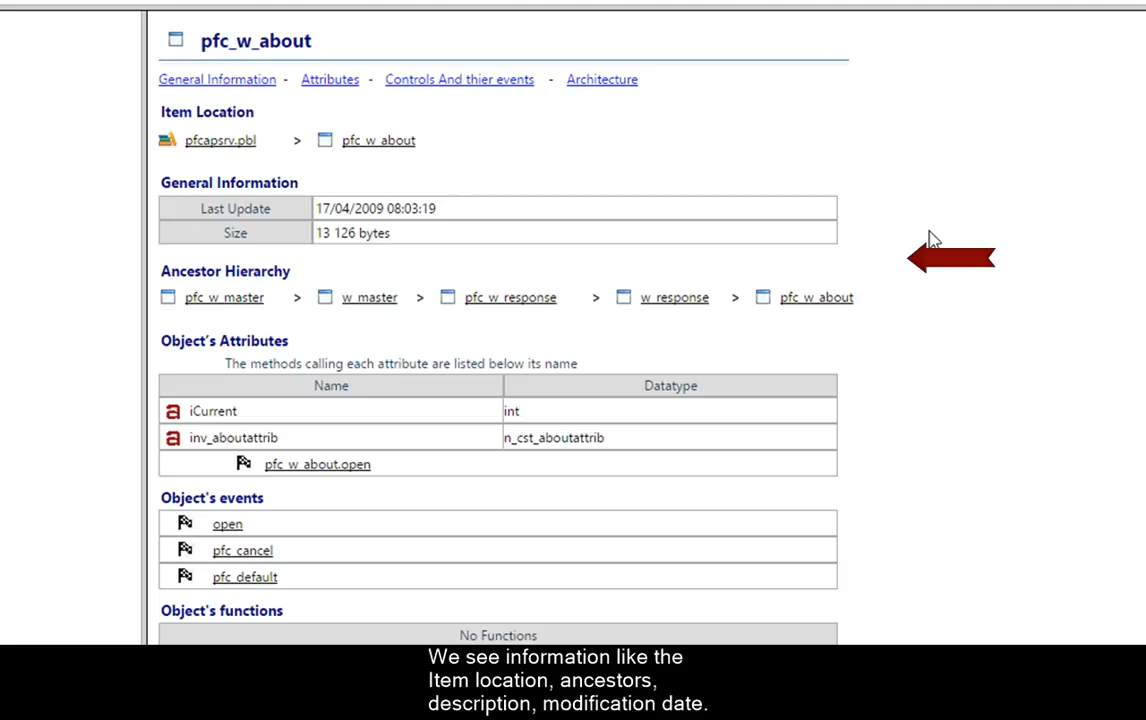 pfc_w_about
General Information - Attributes - Controls And thier events - Architecture
Item Location
pfcapsrv.pbl > pfc_w_about
General Information
Last Update 17/04/2009 08:03:19
Size 13 126 bytes
Ancestor Hierarchy
pfc_w_master > w_master > pfc_w_response > w_response > pfc_w_about
Object's Attributes
The methods calling each attribute are listed below its name
Name Datatype
a iCurrent int
a inv_aboutattrib n_cst_aboutattrib
pfc_w_about.open
Object's events
open
pfc_cancel
pfc_default
Object's functions
No Functions
We see information like the
Item location, ancestors,
description, modification date.